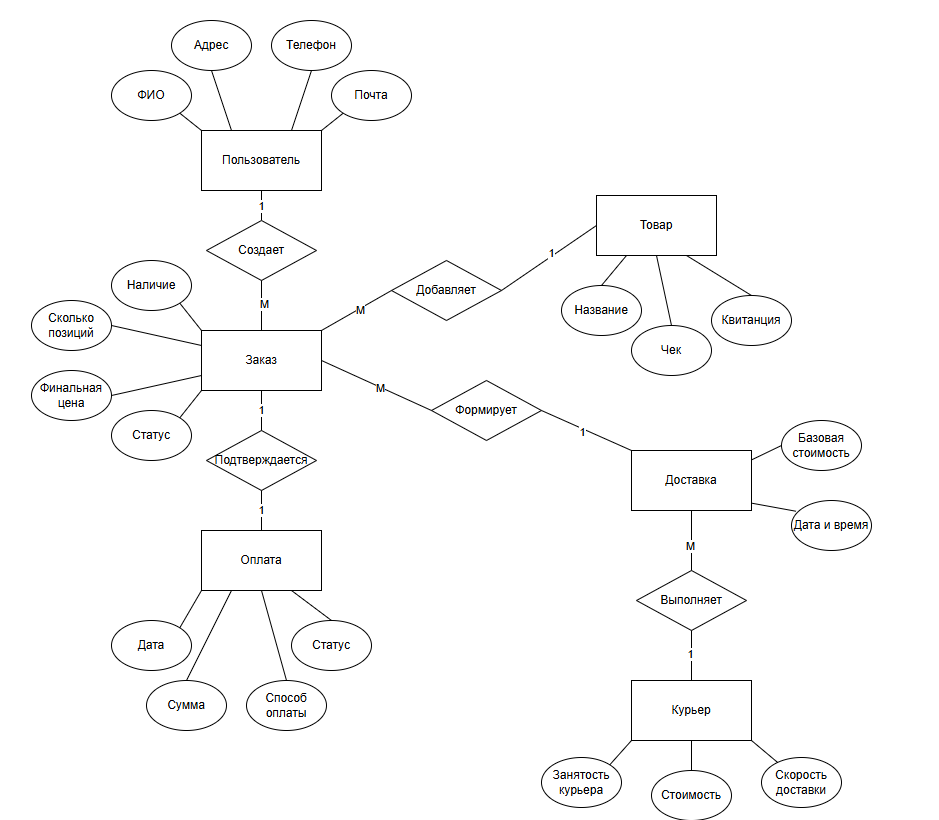 Адрес
Телефон
ФИО
Почта
Пользователь
1
Создает
М
Товар
1
Добавляет
М
Название
Чек
Квитанция
Наличие
Сколько
позиций
Заказ
Финальная
цена
Статус
М
Формирует
1
1
Подтверждается
1
Доставка
Базовая
стоимость
Дата и время
М
Выполняет
1
Оплата
Дата
Сумма
Способ
оплаты
Статус
Курьер
Занятость
курьера
Стоимость
Скорость
доставки